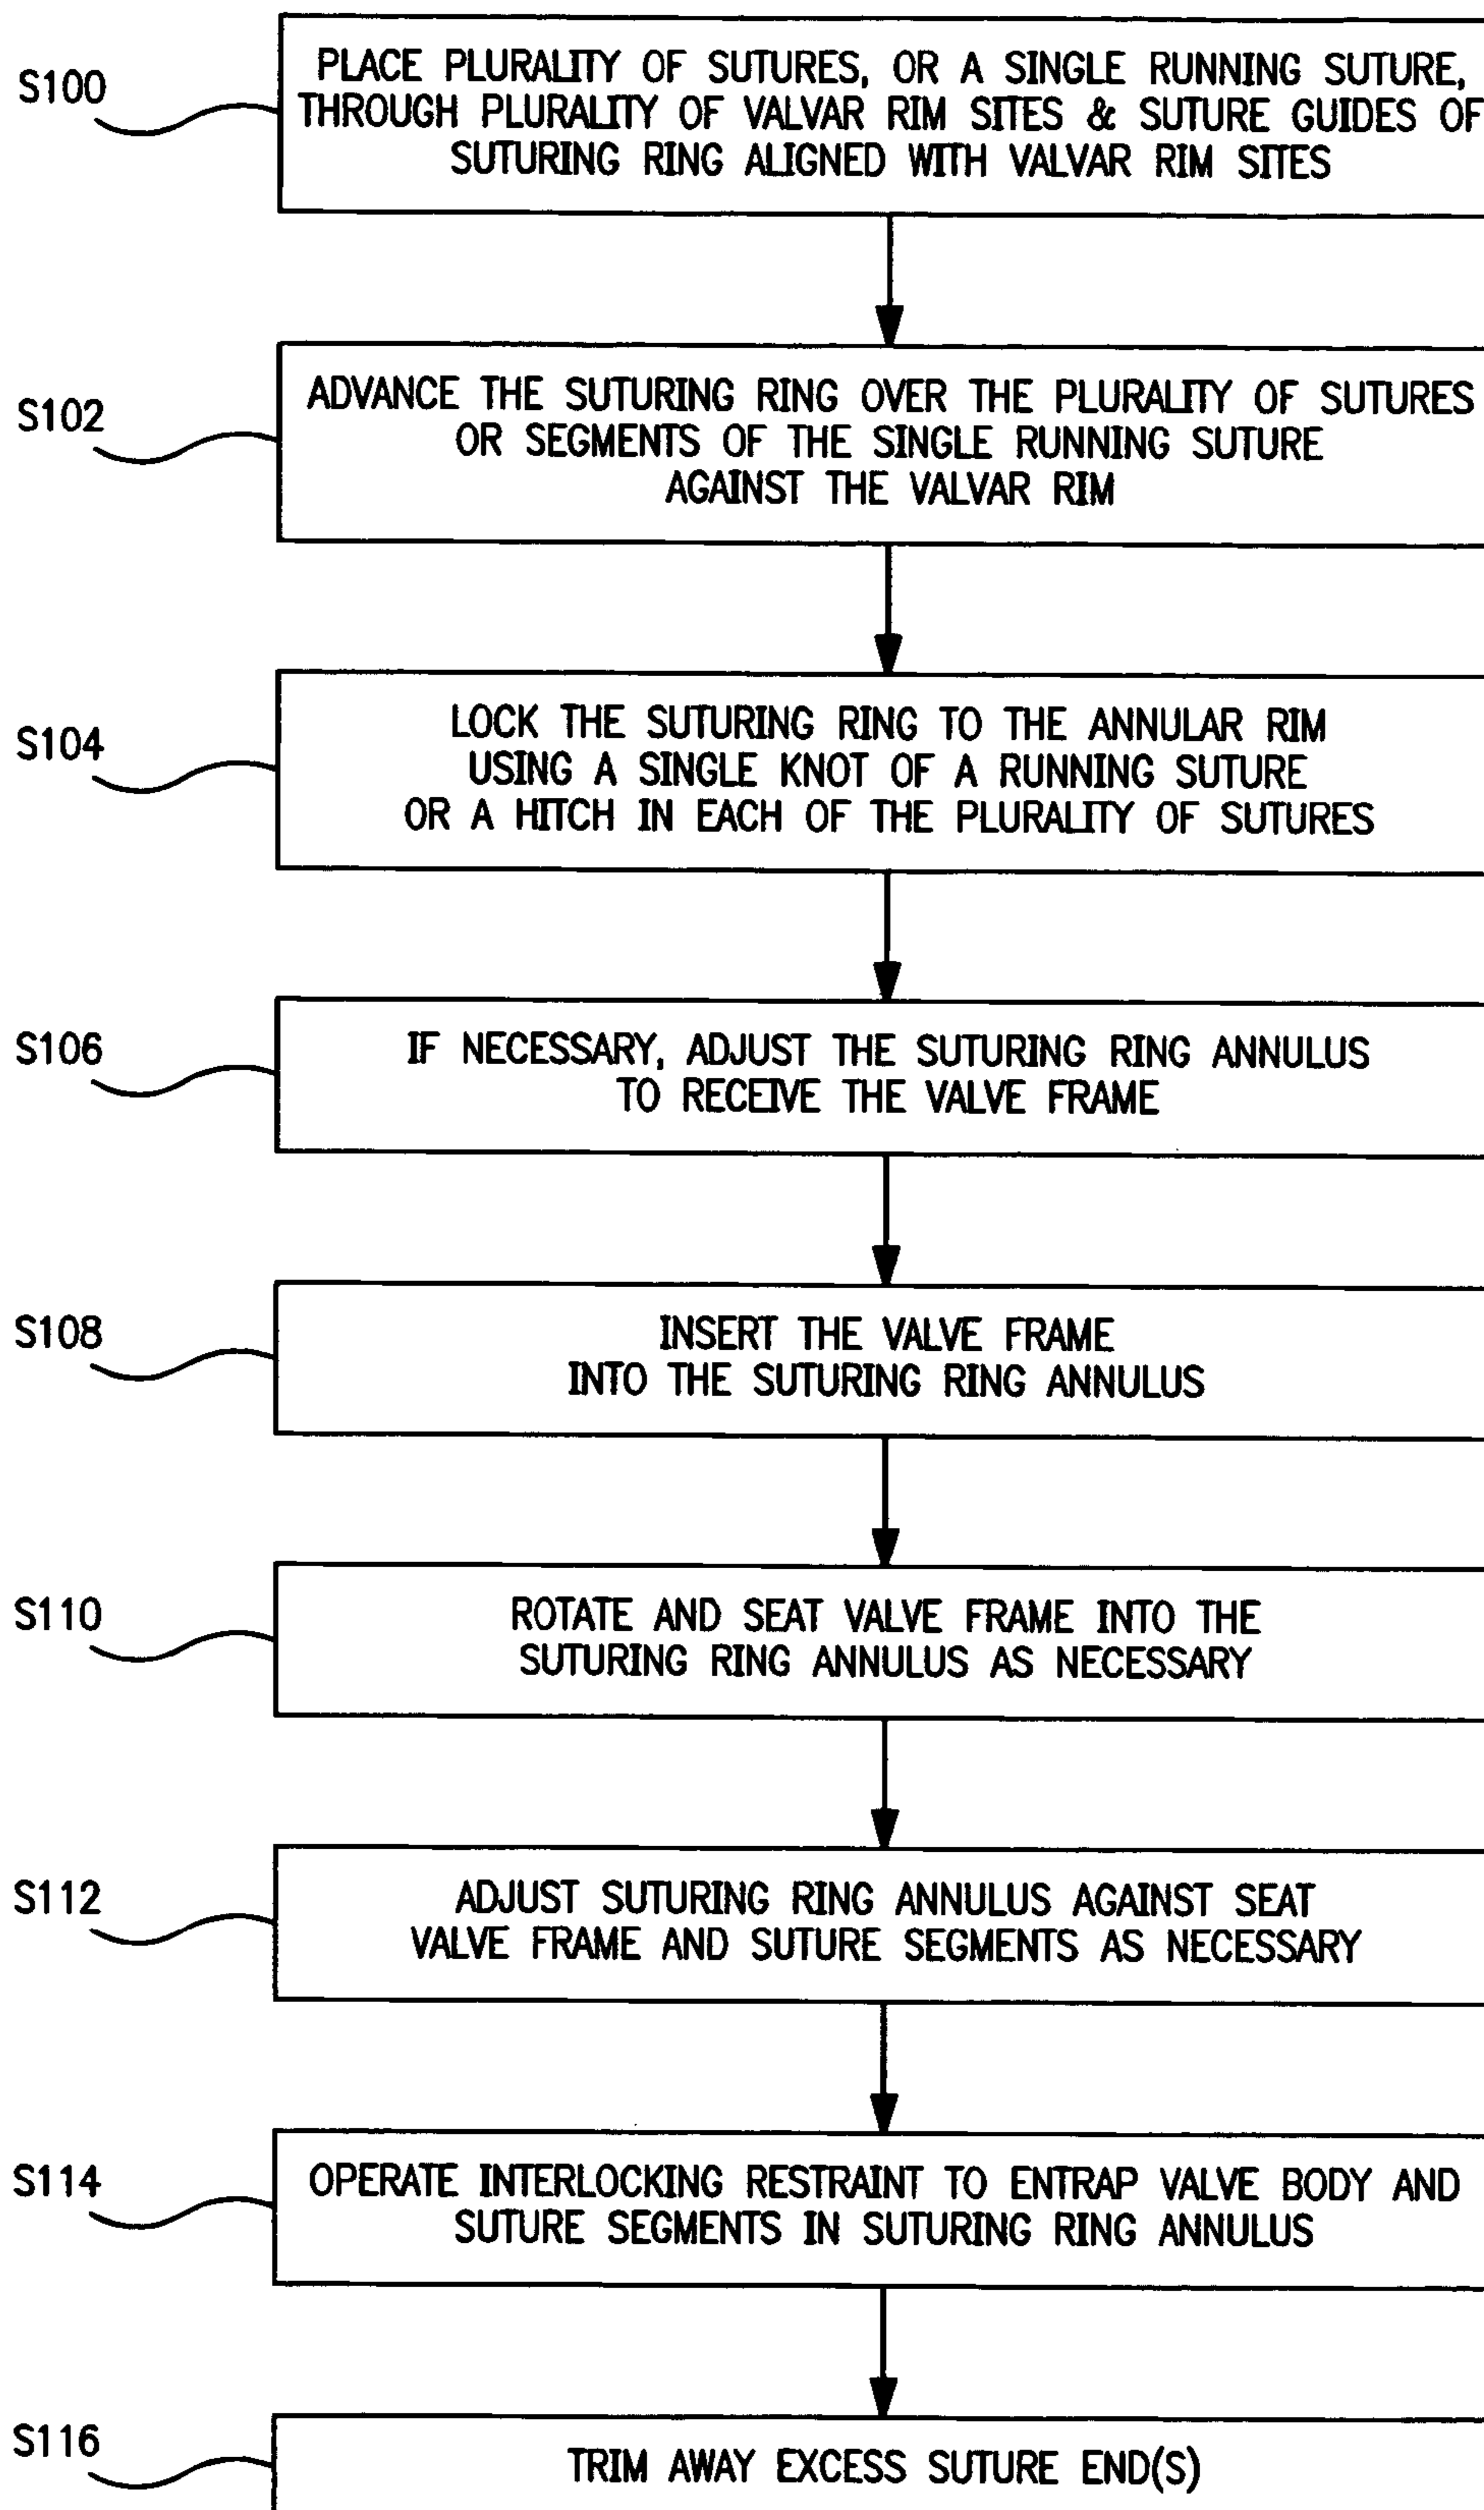 S100
PLACE PLURALITY OF SUTURES, OR A SINGLE RUNNING SUTURE,
THROUGH PLURALITY OF VALVAR RIM SITES & SUTURE GUIDES OF
SUTURING RING ALIGNED WITH VALVAR RIM SITES
S102
ADVANCE THE SUTURING RING OVER THE PLURALITY OF SUTURES
OR SEGMENTS OF THE SINGLE RUNNING SUTURE
AGAINST THE VALVAR RIM
S104
LOCK THE SUTURING RING TO THE ANNULAR RIM
USING A SINGLE KNOT OF A RUNNING SUTURE
OR A HITCH IN EACH OF THE PLURALITY OF SUTURES
S106
IF NECESSARY, ADJUST THE SUTURING RING ANNULUS
TO RECEIVE THE VALVE FRAME
S108
INSERT THE VALVE FRAME
INTO THE SUTURING RING ANNULUS
S110
ROTATE AND SEAT VALVE FRAME INTO THE
SUTURING RING ANNULUS AS NECESSARY
S112
ADJUST SUTURING RING ANNULUS AGAINST SEAT
VALVE FRAME AND SUTURE SEGMENTS AS NECESSARY
S114
OPERATE INTERLOCKING RESTRAINT TO ENTRAP VALVE BODY AND
SUTURE SEGMENTS IN SUTURING RING ANNULUS
S116
TRIM AWAY EXCESS SUTURE END(S)